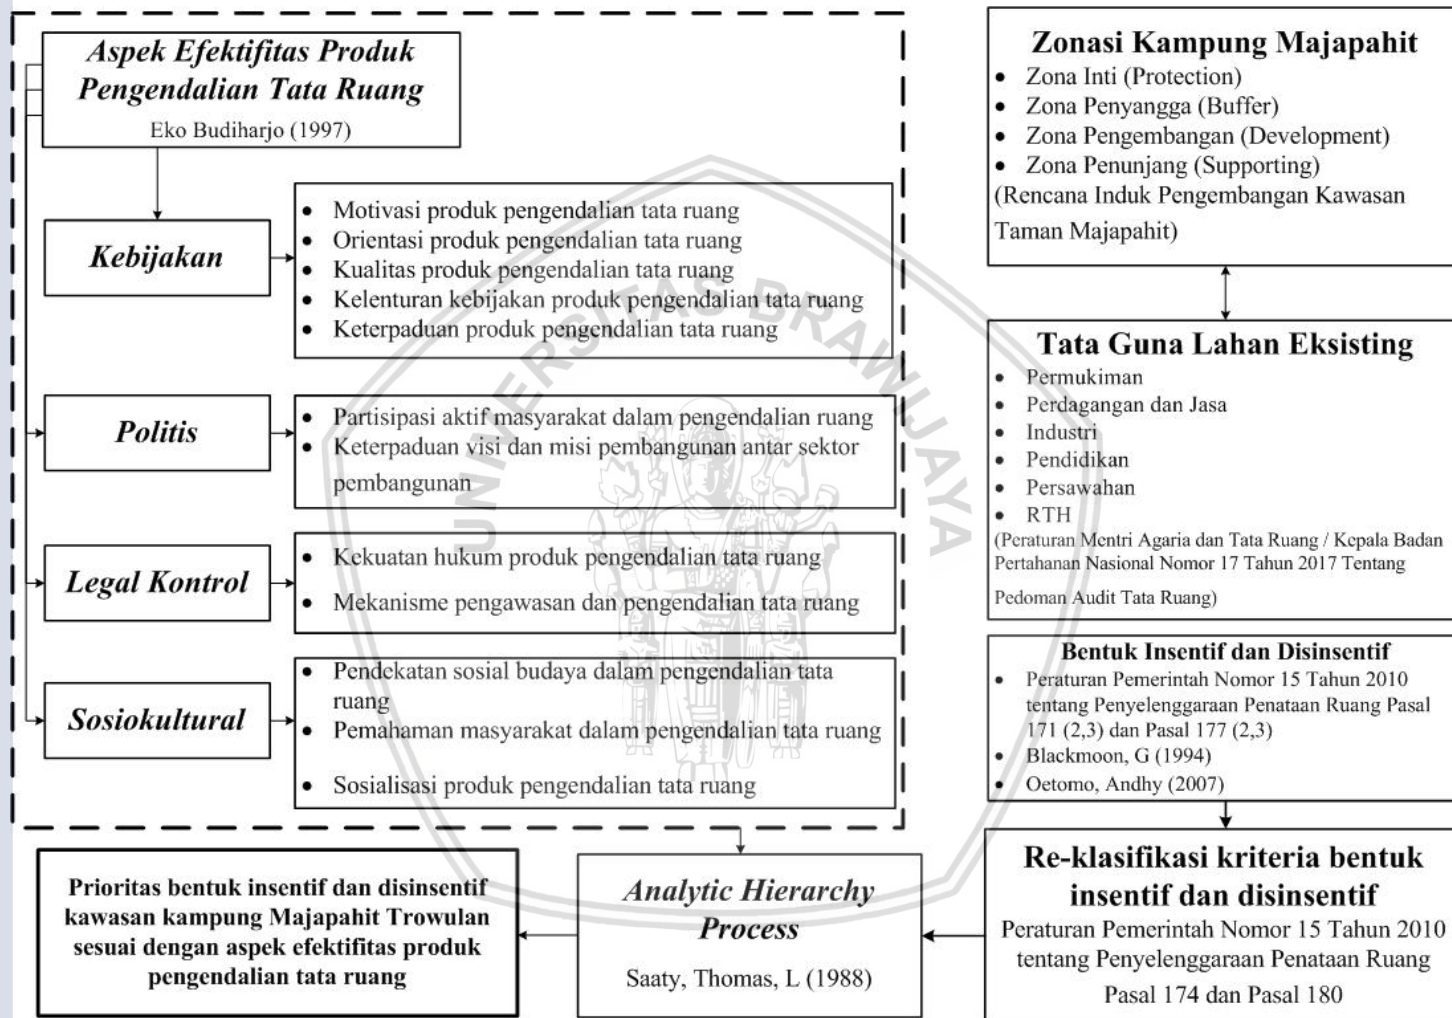 Aspek Efektifitas Produk
Pengendalian Tata Ruang
Eko Budiharjo (1997)
Kebijakan
• Motivasi produk pengendalian tata ruang
• Orientasi produk pengendalian tata ruang
• Kualitas produk pengendalian tata ruang
• Kelenturan kebijakan produk pengendalian tata ruang
• Keterpaduan produk pengendalian tata ruang
Politis
• Partisipasi aktif masyarakat dalam pengendalian ruang
• Keterpaduan visi dan misi pembangunan antar sektor
pembangunan
Legal Kontrol
• Kekuatan hukum produk pengendalian tata ruang
• Mekanisme pengawasan dan pengendalian tata ruang
Sosiokultural
• Pendekatan sosial budaya dalam pengendalian tata
ruang
• Pemahaman masyarakat dalam pengendalian tata ruang
• Sosialisasi produk pengendalian tata ruang
Zonasi Kampung Majapahit
• Zona Inti (Protection)
• Zona Penyangga (Buffer)
• Zona Pengembangan (Development)
• Zona Penunjang (Supporting)
(Rencana Induk Pengembangan Kawasan
Taman Majapahit)
Tata Guna Lahan Eksisting
• Permukiman
• Perdagangan dan Jasa
• Industri
• Pendidikan
• Persawahan
• RTH
(Peraturan Mentri Agaria dan Tata Ruang / Kepala Badan
Pertahanan Nasional Nomor 17 Tahun 2017 Tentang
Pedoman Audit Tata Ruang)
Bentuk Insentif dan Disinsentif
• Peraturan Pemerintah Nomor 15 Tahun 2010
tentang Penyelenggaraan Penataan Ruang Pasal
171 (2,3) dan Pasal 177 (2,3)
• Blackmoon, G (1994)
• Oetomo, Andhy (2007)
Re-klasifikasi kriteria bentuk
insentif dan disinsentif
Peraturan Pemerintah Nomor 15 Tahun 2010
tentang Penyelenggaraan Penataan Ruang
Pasal 174 dan Pasal 180
Analytic Hierarchy
Process
Saaty, Thomas, L (1988)
Prioritas bentuk insentif dan disinsentif
kawasan kampung Majapahit Trowulan
sesuai dengan aspek efektifitas produk
pengendalian tata ruang
UNIVERSITAS BRAWIJAYA